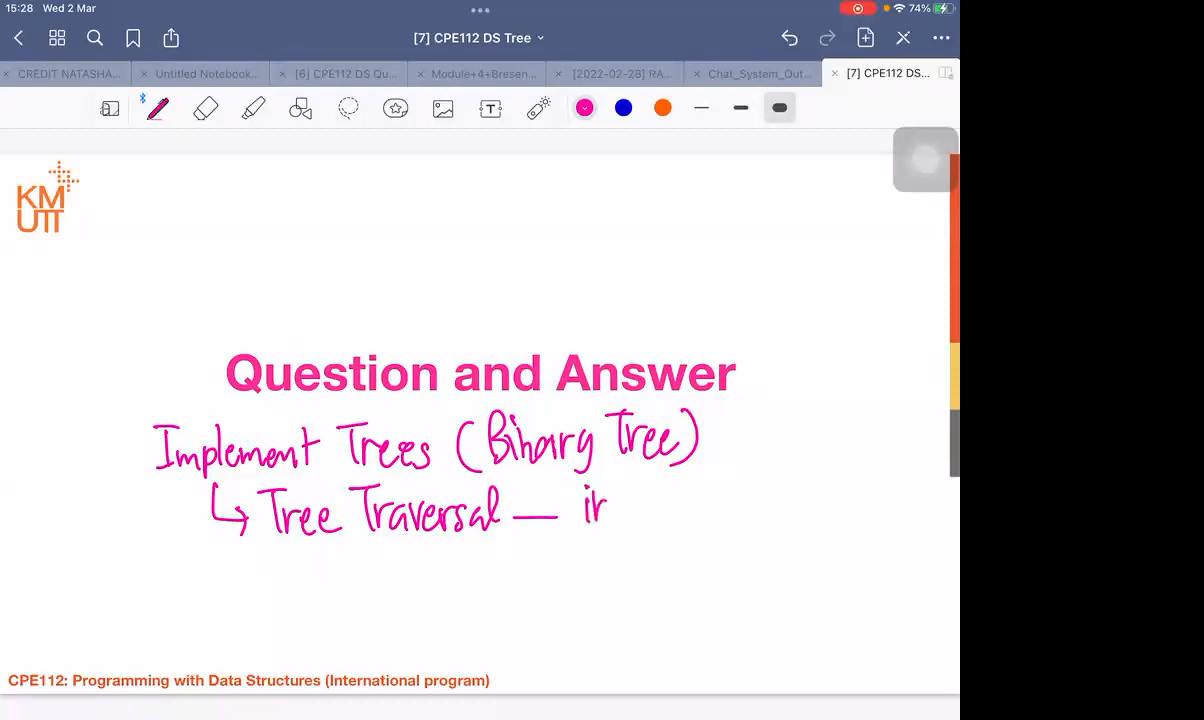 15:28 Wed 2 Mar
74%
[7] CPE112 DS Tree
CREDIT NATASHA...
Untitled Notebook...
[6] CPE112 DS Qu...
Module+4+Bresen...
[2022-02-28] RA...
Chat_System_Out...
[7] CPE112 DS...
KM
UTT
Question and Answer
Implement Trees (Binary Tree)
↳ Tree Traversal — in
CPE112: Programming with Data Structures (International program)